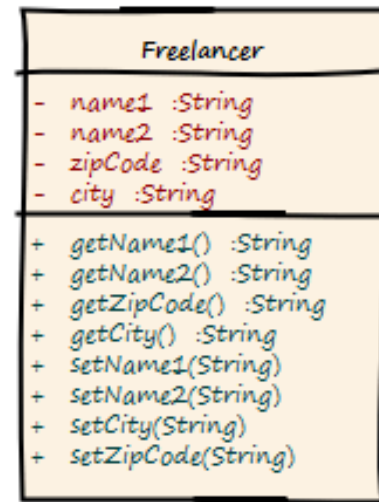 Freelancer
- name1 :String
- name2 :String
- zipCode :String
- city :String
+ getName1() :String
+ getName2() :String
+ getZipCode() :String
+ getCity() :String
+ setName1(String)
+ setName2(String)
+ setCity(String)
+ setZipCode(String)